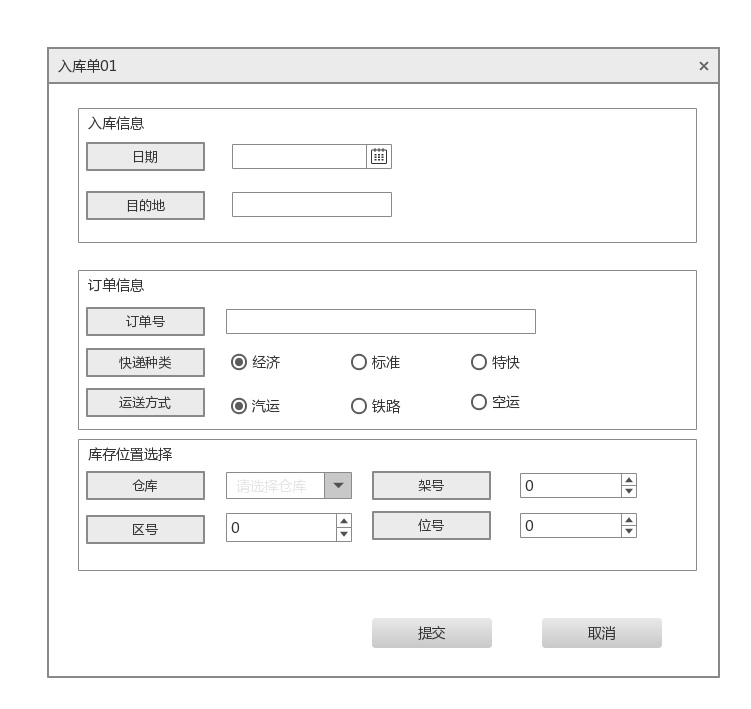 入库单01
入库信息
日期
目的地
订单信息
订单号
快递种类 经济 标准 特快
运送方式 汽运 铁路 空运
库存位置选择
仓库 请选择仓库 架号 0
区号 0 位号 0
提交 取消